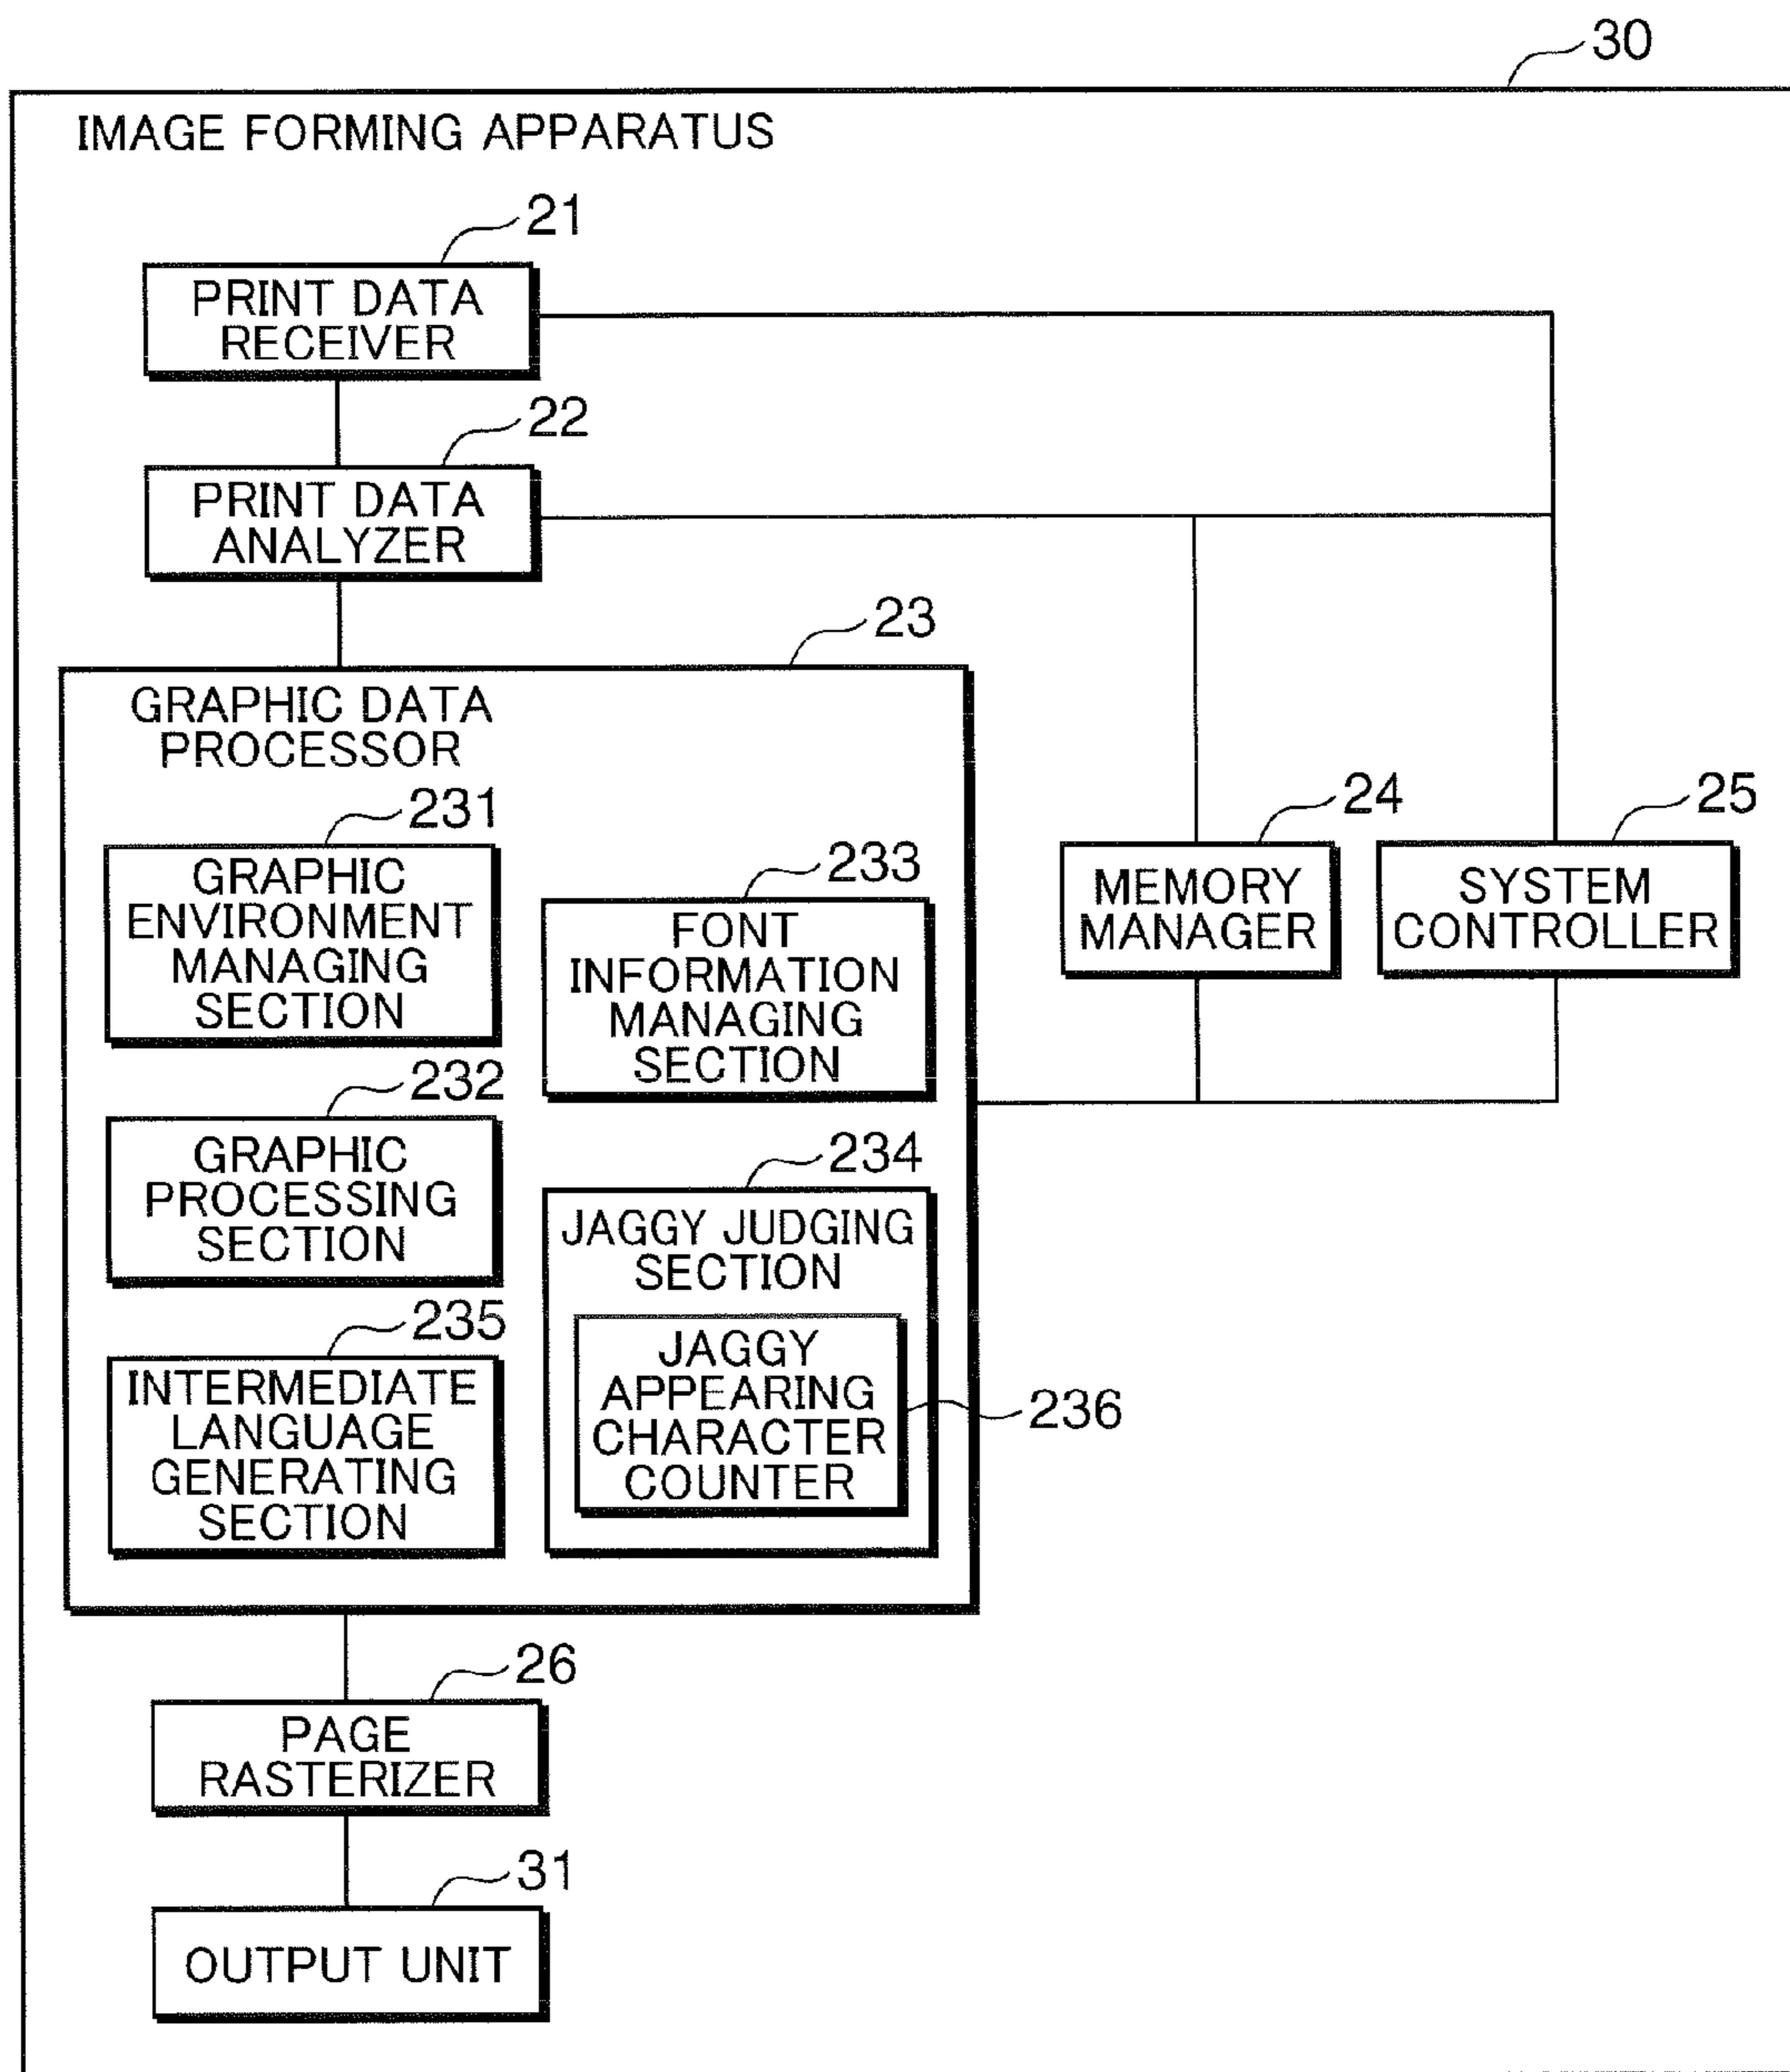 30
IMAGE FORMING APPARATUS
21
PRINT DATA
RECEIVER
22
PRINT DATA
ANALYZER
23
GRAPHIC DATA
PROCESSOR
231
GRAPHIC
ENVIRONMENT
MANAGING
SECTION
233
FONT
INFORMATION
MANAGING
SECTION
24
MEMORY
MANAGER
25
SYSTEM
CONTROLLER
232
GRAPHIC
PROCESSING
SECTION
234
JAGGY JUDGING
SECTION
JAGGY
APPEARING
CHARACTER
COUNTER
236
235
INTERMEDIATE
LANGUAGE
GENERATING
SECTION
26
PAGE
RASTERIZER
31
OUTPUT UNIT